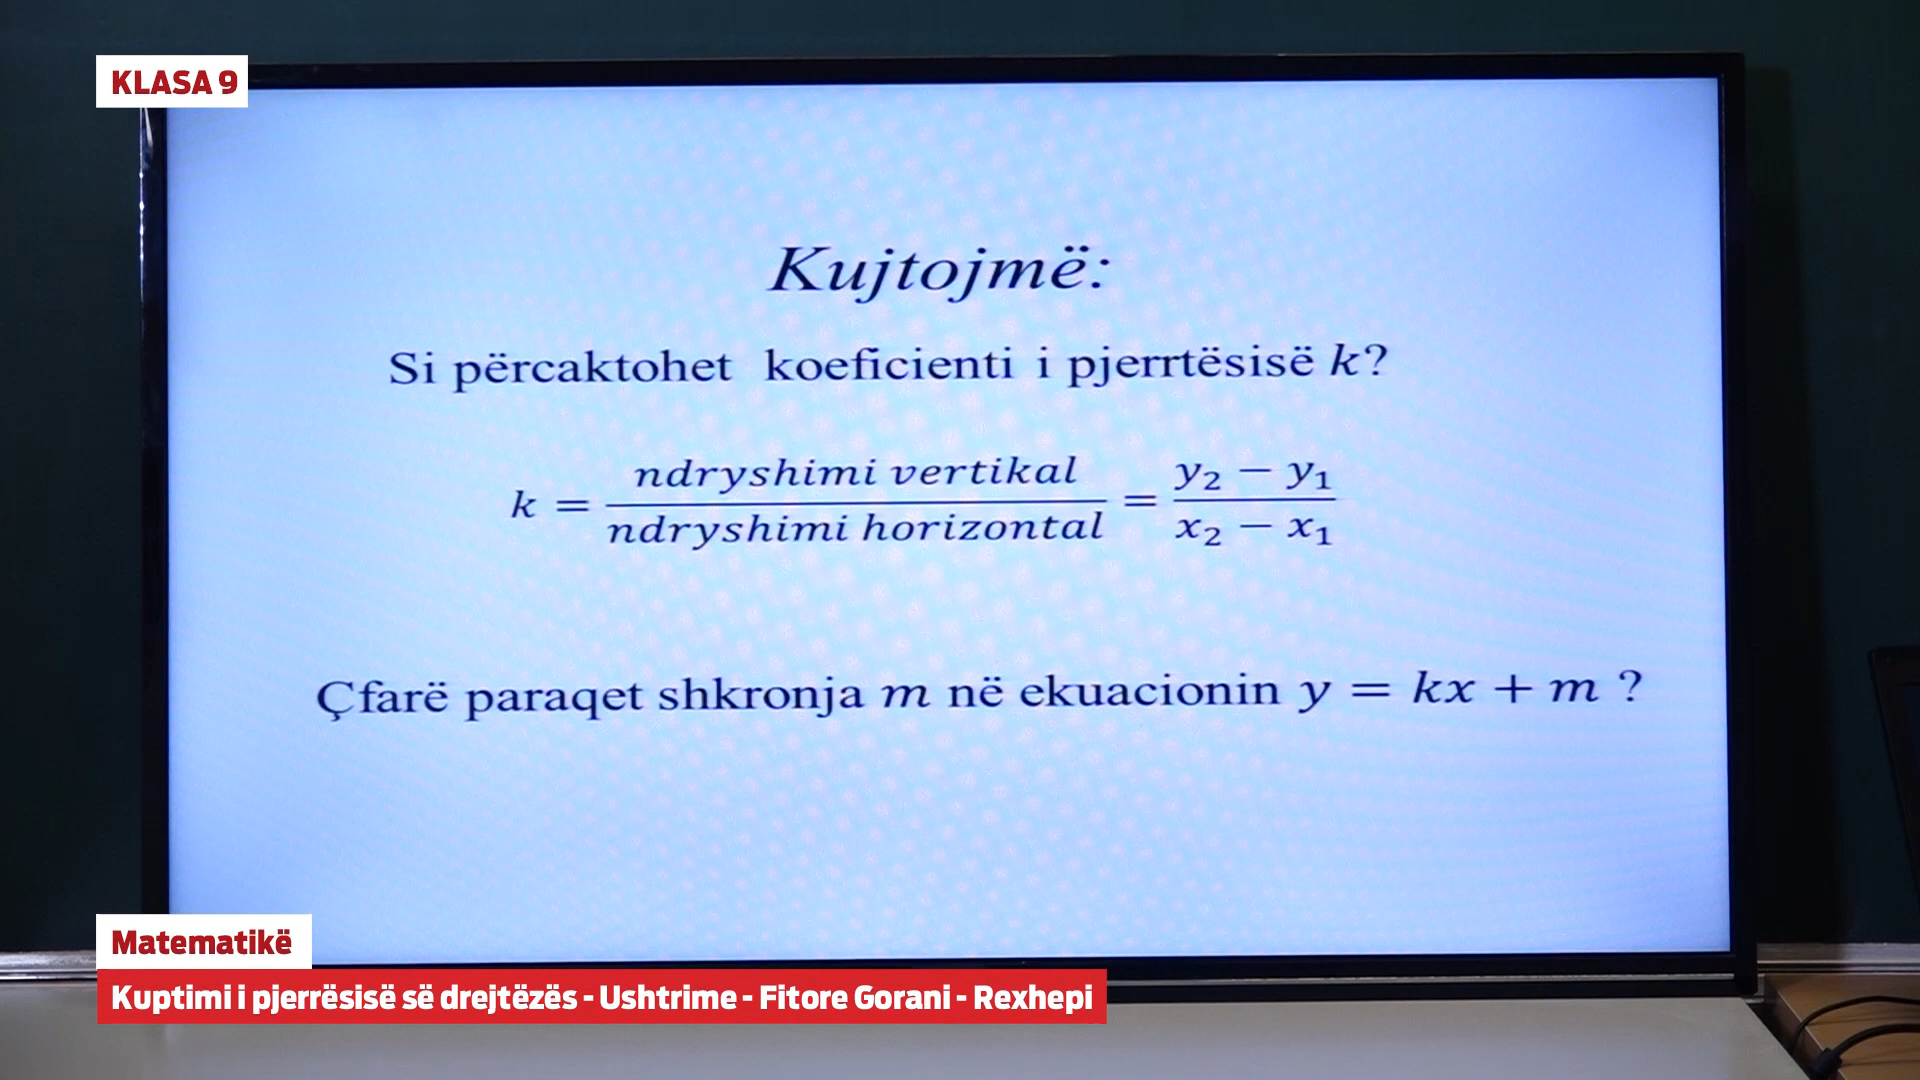 KLASA 9
Kujtojmë:
Si përcaktohet koeficienti i pjerrtësisë k?
k = ndryshimi vertikal / ndryshimi horizontal = y₂ − y₁ / x₂ − x₁
Çfarë paraqet shkronja m në ekuacionin y = kx + m ?
Matematikë
Kuptimi i pjerrësisë së drejtëzës - Ushtrime - Fitore Gorani - Rexhepi